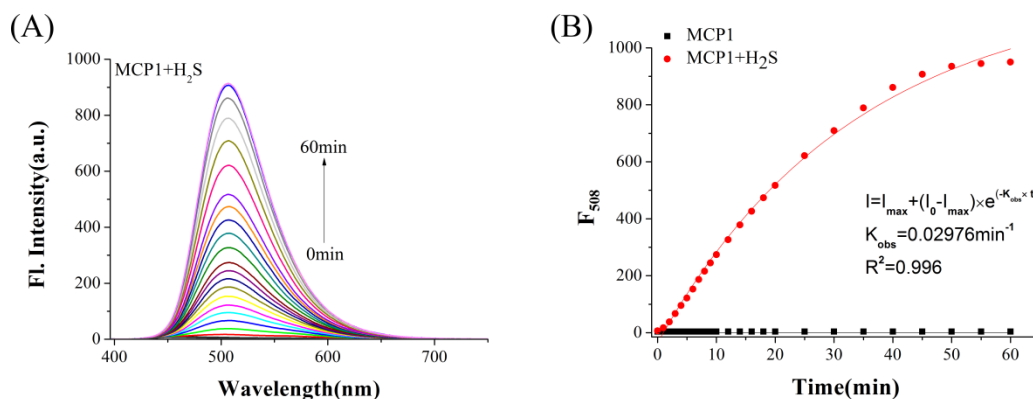 (A)
MCP1+H2S
60min
0min
Fl. Intensity(a.u.)
1000
800
600
400
200
0
400
500
600
700
Wavelength(nm)
(B)
MCP1
MCP1+H2S
F508
1000
800
600
400
200
0
I=Imax+(I0-Imax)×e(-Kobs×t
Kobs=0.02976min-1
R2=0.996
0
10
20
30
40
50
60
Time(min)